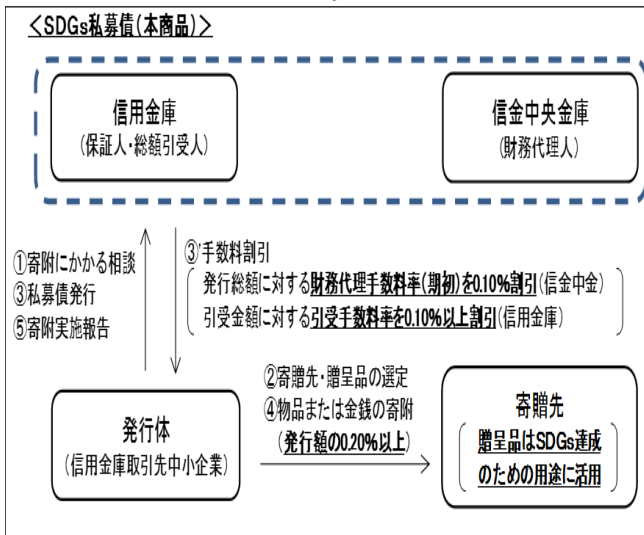 ＜SDGs私募債(本商品)＞
信用金庫
(保証人・総額引受人)
信金中央金庫
(財務代理人)
①寄附にかかる相談
③私募債発行
⑤寄附実施報告
③’手数料割引
発行総額に対する財務代理手数料率(期初)を0.10%割引(信金中金)
引受金額に対する引受手数料率を0.10%以上割引(信用金庫)
②寄贈先・贈呈品の選定
④物品または金銭の寄附
(発行額の0.20%以上)
発行体
(信用金庫取引先中小企業)
寄贈先
贈呈品はSDGs達成
のための用途に活用